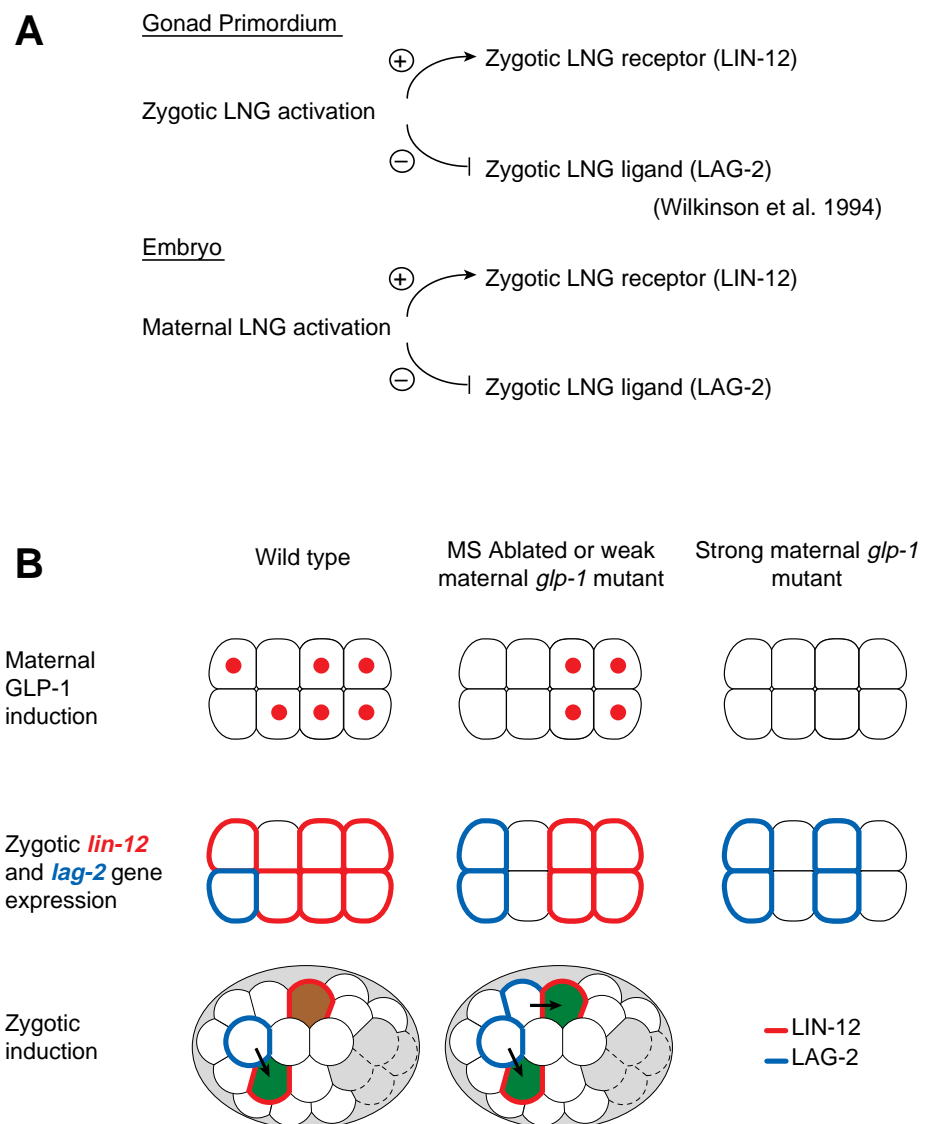 A
Gonad Primordium
+
Zygotic LNG receptor (LIN-12)
Zygotic LNG activation
−
Zygotic LNG ligand (LAG-2)
(Wilkinson et al. 1994)
Embryo
+
Zygotic LNG receptor (LIN-12)
Maternal LNG activation
−
Zygotic LNG ligand (LAG-2)
B
Wild type
MS Ablated or weak
maternal glp-1 mutant
Strong maternal glp-1
mutant
Maternal
GLP-1
induction
Zygotic lin-12
and lag-2 gene
expression
Zygotic
induction
LIN-12
LAG-2